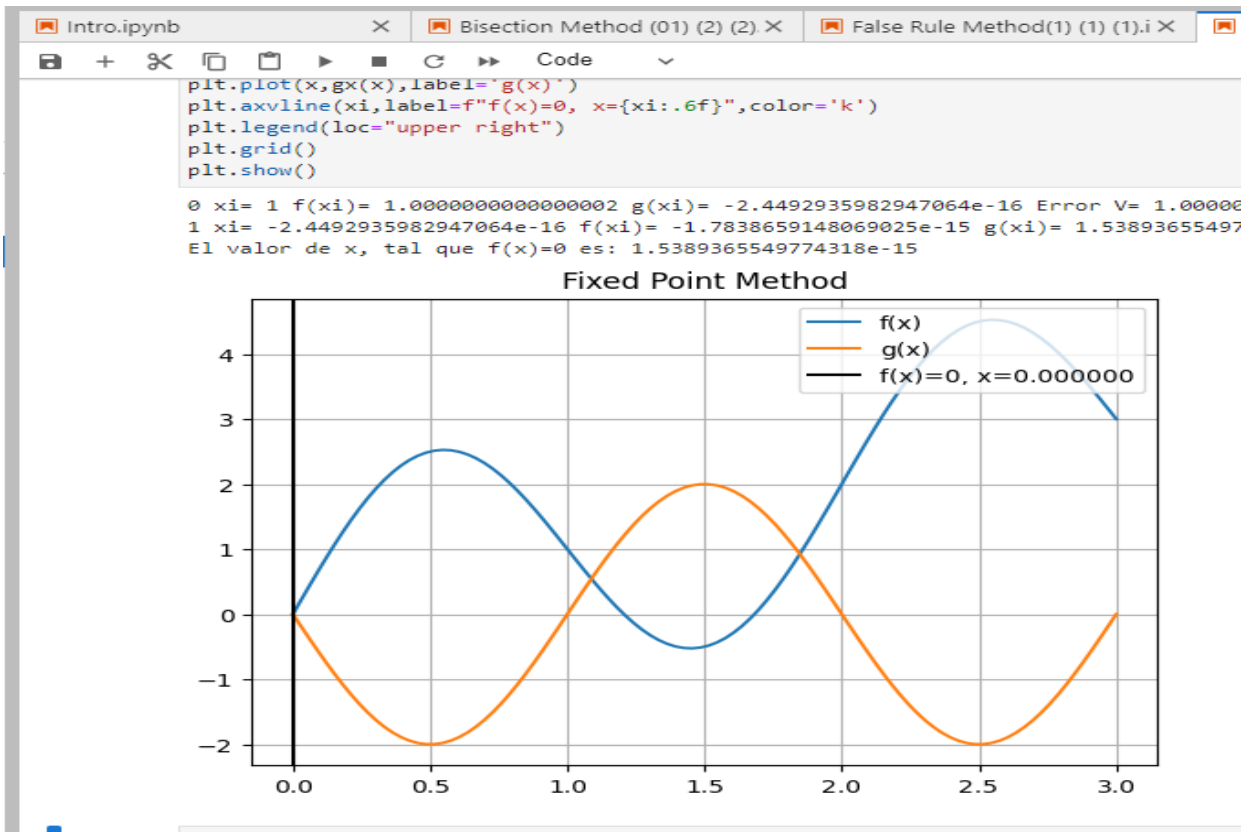 Intro.ipynb
Bisection Method (01) (2) (2).
False Rule Method(1) (1) (1).i
Code
plt.plot(x,gx(x),label='g(x)')
plt.axvline(xi,label=f"f(x)=0, x={xi:.6f}",color='k')
plt.legend(loc="upper right")
plt.grid()
plt.show()
0 xi= 1 f(xi)= 1.0000000000000002 g(xi)= -2.4492935982947064e-16 Error V= 1.00000
1 xi= -2.4492935982947064e-16 f(xi)= -1.7838659148069025e-15 g(xi)= 1.53893655497
El valor de x, tal que f(x)=0 es: 1.5389365549774318e-15
Fixed Point Method
f(x)
g(x)
f(x)=0, x=0.000000
4
3
2
1
0
−1
−2
0.0 0.5 1.0 1.5 2.0 2.5 3.0